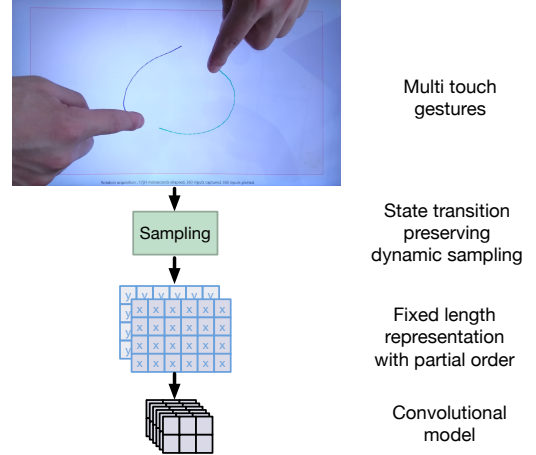 Multi touch
gestures
Sampling
State transition
preserving
dynamic sampling
y y y y y y
y x x x x x x
y x x x x x x
y x x x x x x
x x x x x x
Fixed length
representation
with partial order
Convolutional
model